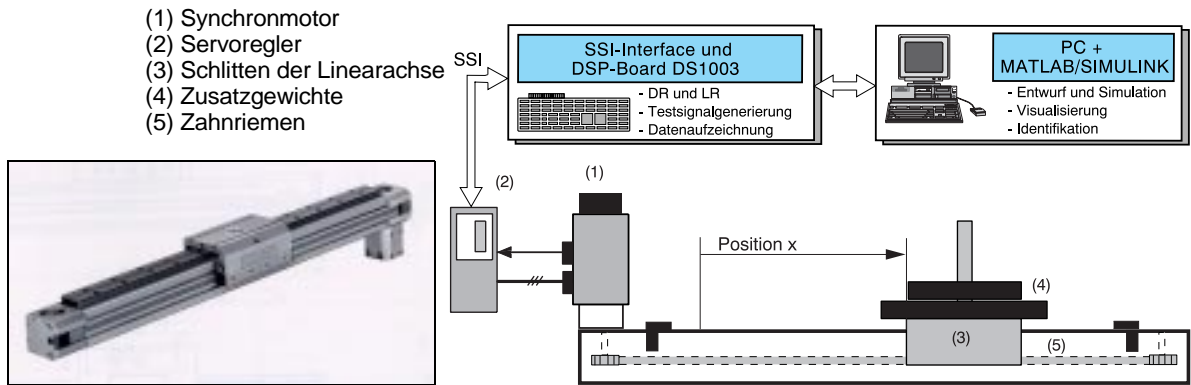 (1) Synchronmotor
(2) Servoregler
(3) Schlitten der Linearachse
(4) Zusatzgewichte
(5) Zahnriemen
SSI
SSI-Interface und
DSP-Board DS1003
- DR und LR
- Testsignalgenerierung
- Datenaufzeichnung
PC +
MATLAB/SIMULINK
- Entwurf und Simulation
- Visualisierung
- Identifikation
(2)
(1)
Position x
(4)
(3)
(5)